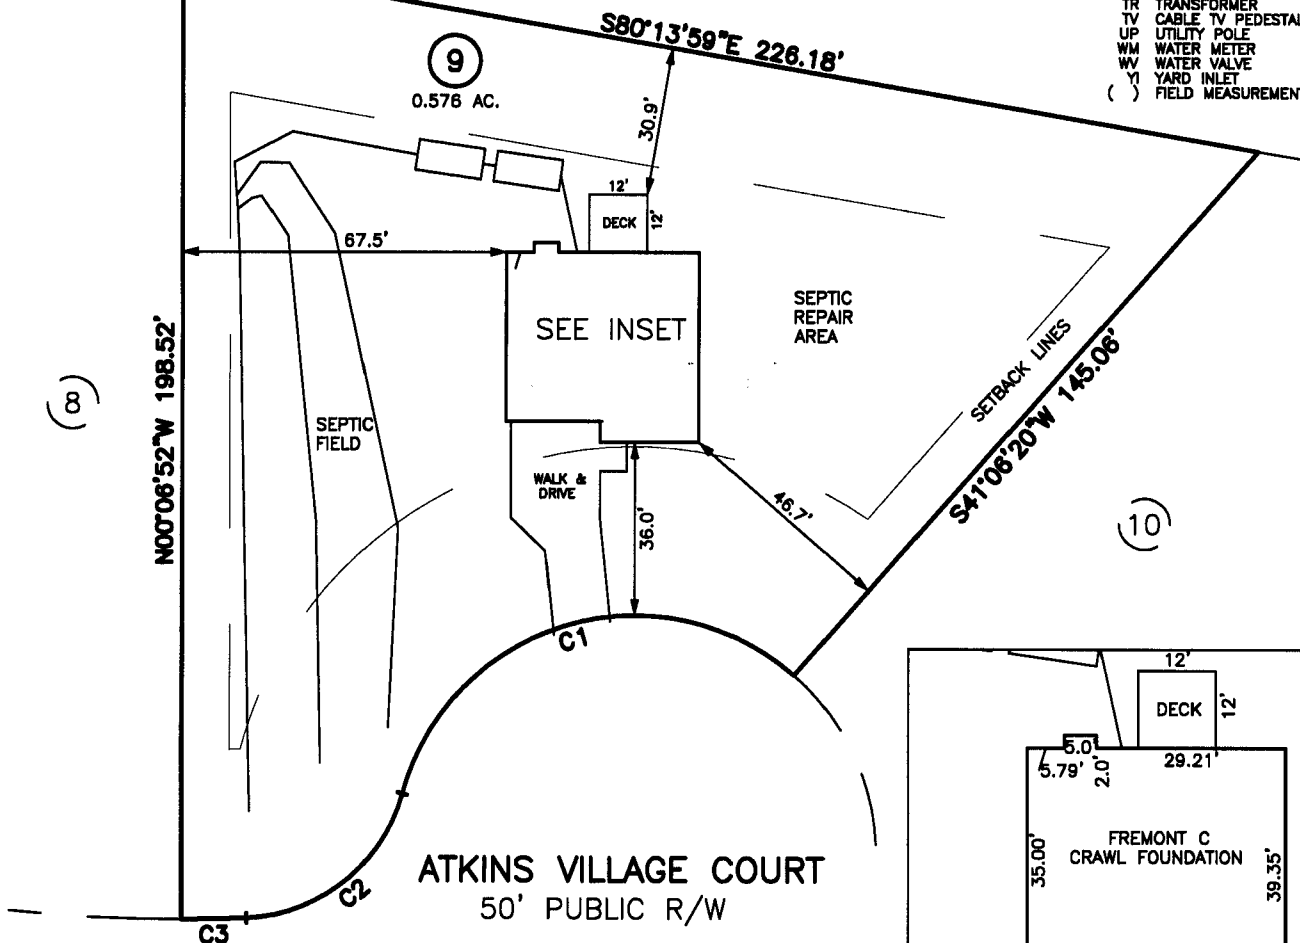 TR TRANSFORMER
TV CABLE TV PEDESTAL
UP UTILITY POLE
WM WATER METER
WV WATER VALVE
YI YARD INLET
( ) FIELD MEASUREMENT
S80°13'59"E 226.18'
9
0.576 AC.
30.9'
12'
DECK
12'
67.5'
SEE INSET
SEPTIC
REPAIR
AREA
SETBACK LINES
S41°06'20"W 145.06'
N00°06'52"W 198.52'
8
SEPTIC
FIELD
WALK &
DRIVE
36.0'
46.7'
10
C1
C2
C3
ATKINS VILLAGE COURT
50' PUBLIC R/W
12'
DECK
12'
5.0'
5.79'
2.0'
29.21'
35.00'
FREMONT C
CRAWL FOUNDATION
39.35'